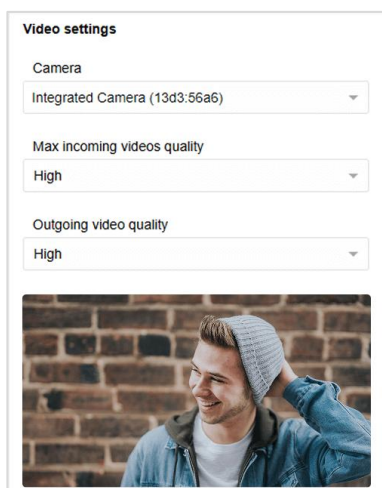 Video settings
Camera
Integrated Camera (13d3:56a6)
Max incoming videos quality
High
Outgoing video quality
High